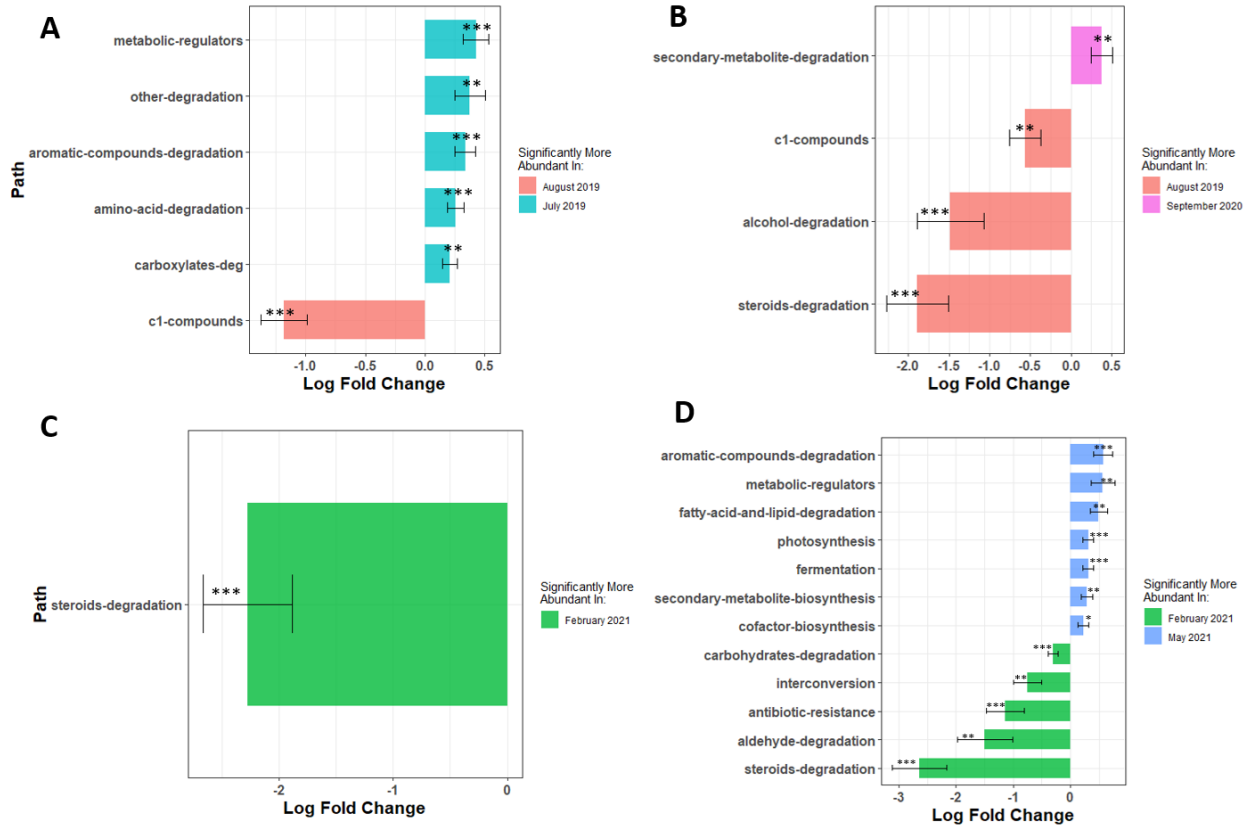 A
Path
metabolic-regulators
other-degradation
aromatic-compounds-degradation
amino-acid-degradation
carboxylates-deg
c1-compounds
***
**
***
***
**
***
-1.0 -0.5 0.0 0.5
Log Fold Change
Significantly More
Abundant In:
August 2019
July 2019
B
secondary-metabolite-degradation
c1-compounds
alcohol-degradation
steroids-degradation
**
**
***
***
-2.0 -1.5 -1.0 -0.5 0.0 0.5
Log Fold Change
Significantly More
Abundant In:
August 2019
September 2020
C
Path
steroids-degradation
***
-2 -1 0
Log Fold Change
Significantly More
Abundant In:
February 2021
D
aromatic-compounds-degradation
metabolic-regulators
fatty-acid-and-lipid-degradation
photosynthesis
fermentation
secondary-metabolite-biosynthesis
cofactor-biosynthesis
carbohydrates-degradation
interconversion
antibiotic-resistance
aldehyde-degradation
steroids-degradation
***
**
**
***
***
**
*
***
**
***
**
***
-3 -2 -1 0
Log Fold Change
Significantly More
Abundant In:
February 2021
May 2021